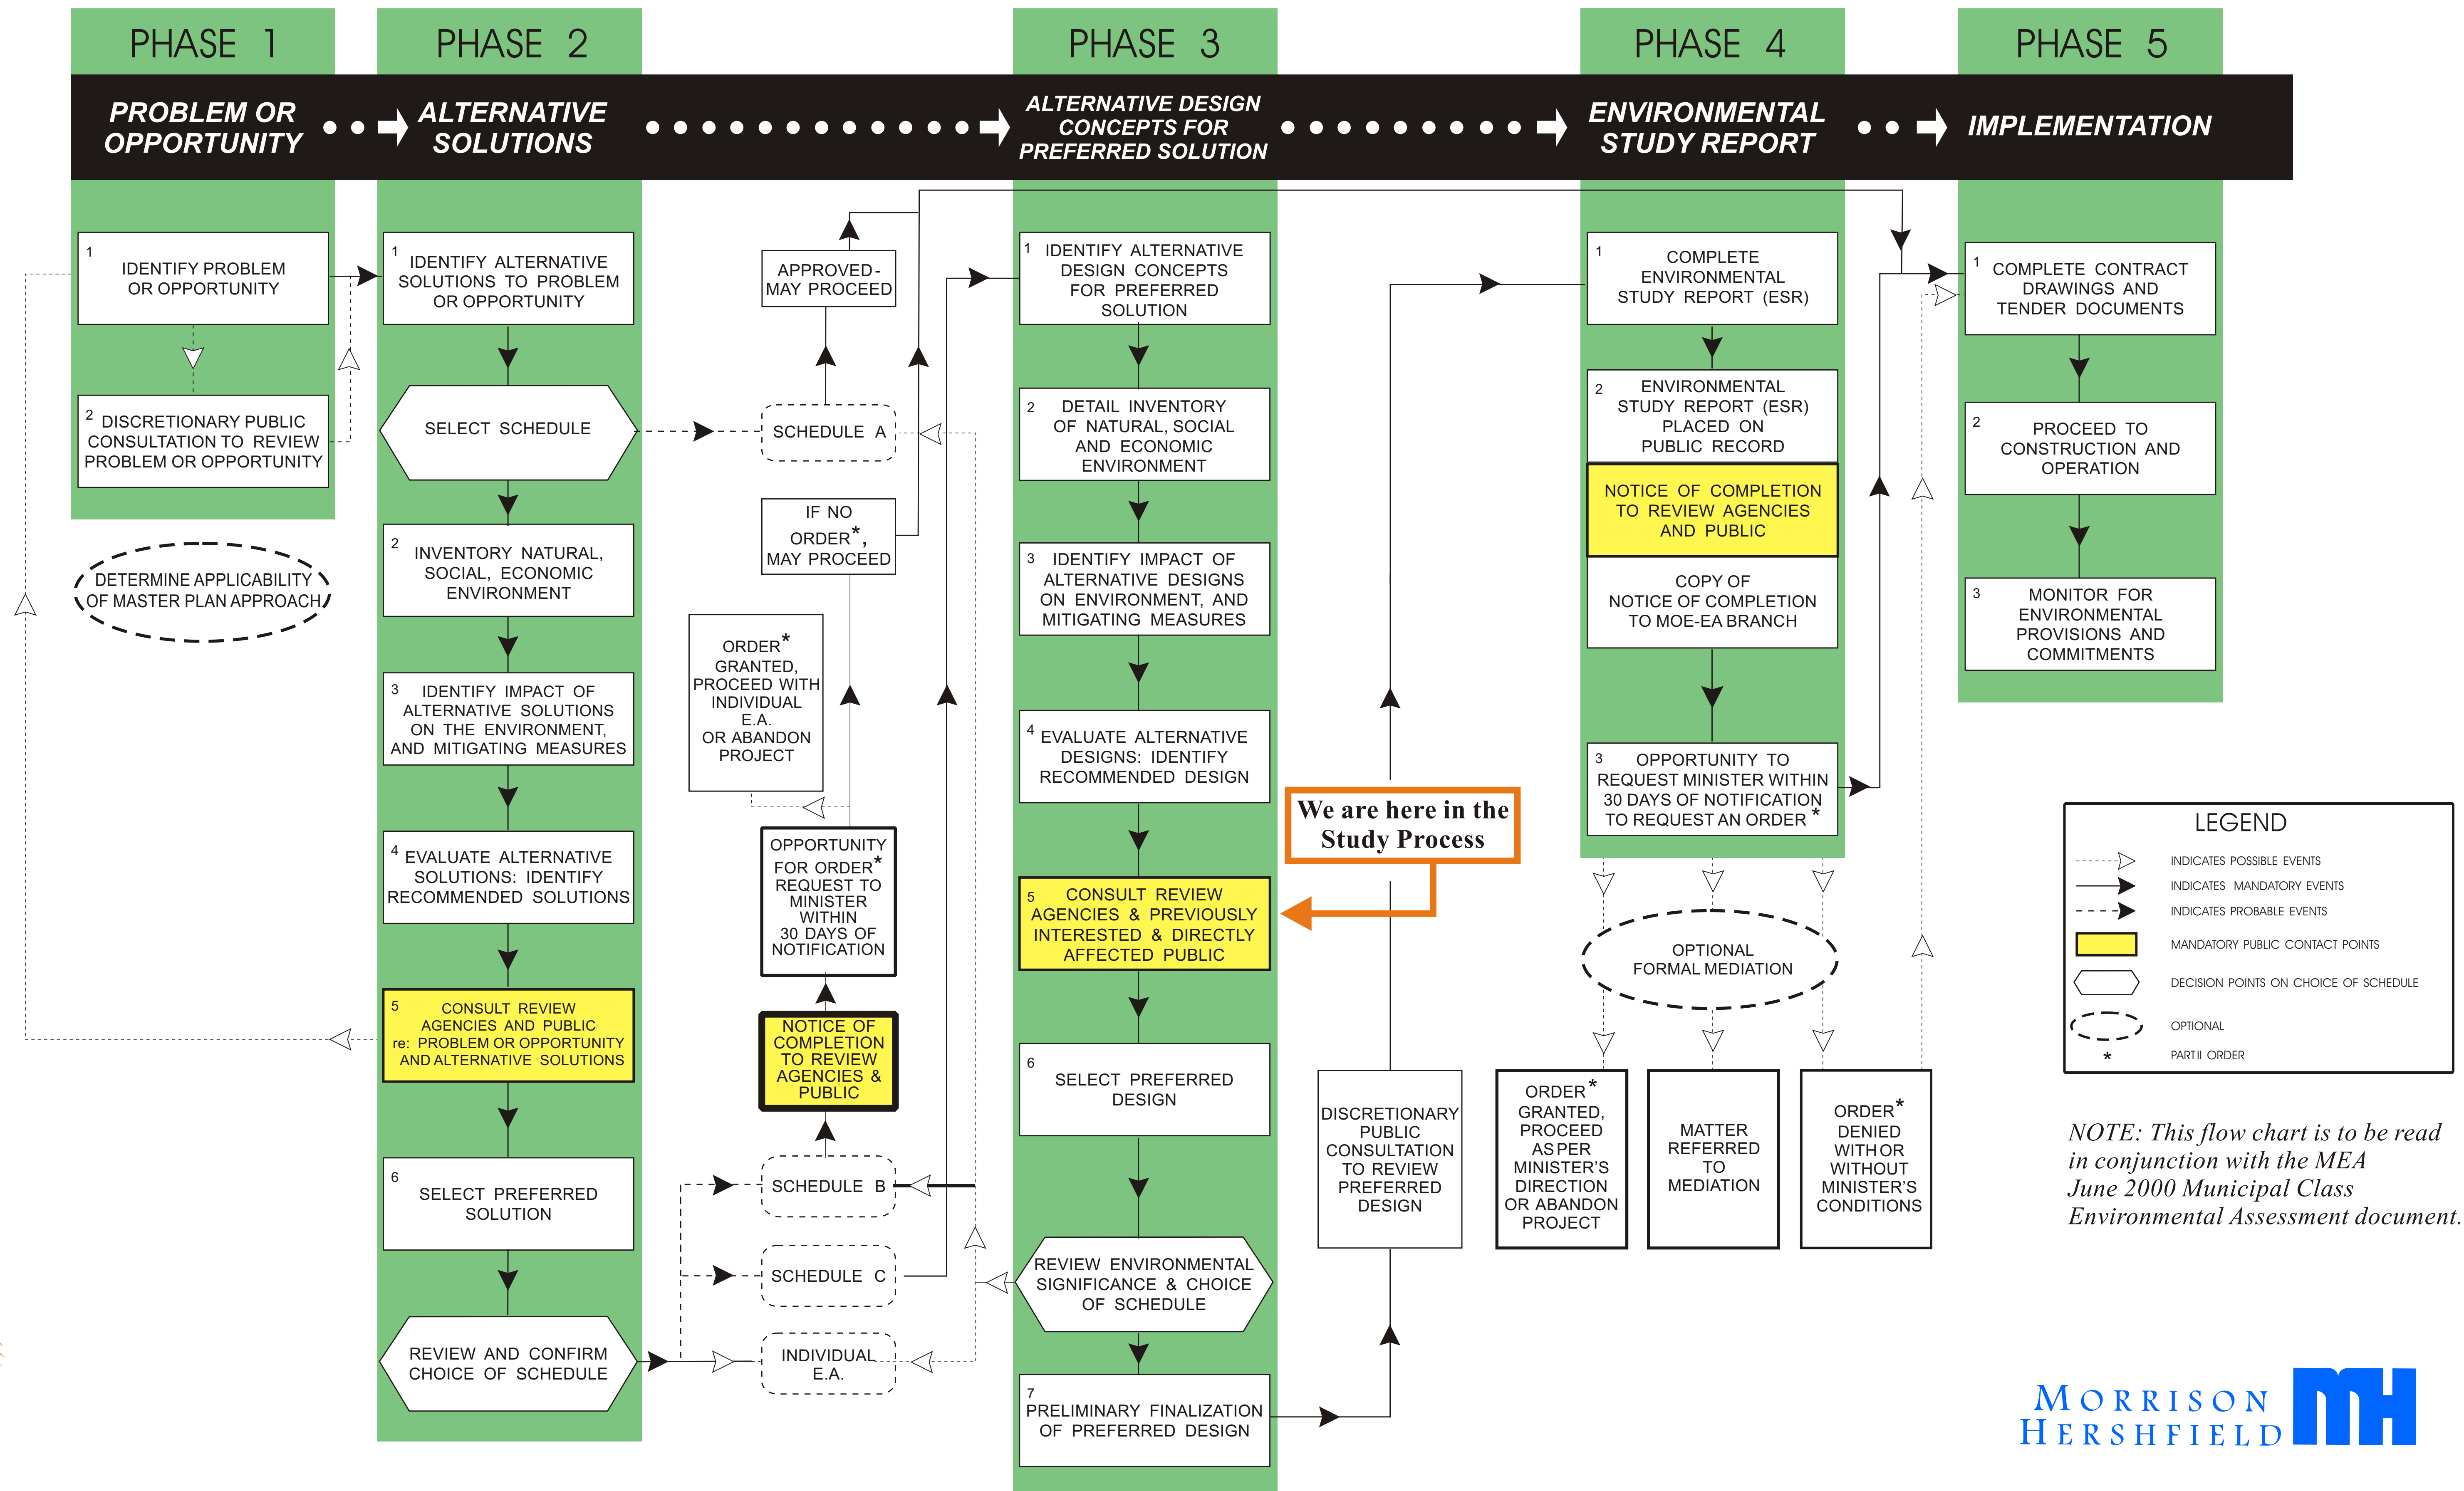 PHASE 1
PROBLEM OR
OPPORTUNITY
1
IDENTIFY PROBLEM
OR OPPORTUNITY
2 DISCRETIONARY PUBLIC
CONSULTATION TO REVIEW
PROBLEM OR OPPORTUNITY
DETERMINE APPLICABILITY
OF MASTER PLAN APPROACH
PHASE 2
ALTERNATIVE
SOLUTIONS
1
IDENTIFY ALTERNATIVE
SOLUTIONS TO PROBLEM
OR OPPORTUNITY
SELECT SCHEDULE
2
INVENTORY NATURAL,
SOCIAL, ECONOMIC
ENVIRONMENT
3 IDENTIFY IMPACT OF
ALTERNATIVE SOLUTIONS
ON THE ENVIRONMENT,
AND MITIGATING MEASURES
4 EVALUATE ALTERNATIVE
SOLUTIONS: IDENTIFY
RECOMMENDED SOLUTIONS
5 CONSULT REVIEW
AGENCIES AND PUBLIC
re: PROBLEM OR OPPORTUNITY
AND ALTERNATIVE SOLUTIONS
6
SELECT PREFERRED
SOLUTION
REVIEW AND CONFIRM
CHOICE OF SCHEDULE
APPROVED-
MAY PROCEED
SCHEDULE A
IF NO
ORDER*,
MAY PROCEED
ORDER*
GRANTED,
PROCEED WITH
INDIVIDUAL
E.A.
OR ABANDON
PROJECT
OPPORTUNITY
FOR ORDER*
REQUEST TO
MINISTER
WITHIN
30 DAYS OF
NOTIFICATION
NOTICE OF
COMPLETION
TO REVIEW
AGENCIES &
PUBLIC
SCHEDULE B
SCHEDULE C
INDIVIDUAL
E.A.
PHASE 3
ALTERNATIVE DESIGN
CONCEPTS FOR
PREFERRED SOLUTION
1 IDENTIFY ALTERNATIVE
DESIGN CONCEPTS
FOR PREFERRED
SOLUTION
2 DETAIL INVENTORY
OF NATURAL, SOCIAL
AND ECONOMIC
ENVIRONMENT
3 IDENTIFY IMPACT OF
ALTERNATIVE DESIGNS
ON ENVIRONMENT, AND
MITIGATING MEASURES
4 EVALUATE ALTERNATIVE
DESIGNS: IDENTIFY
RECOMMENDED DESIGN
We are here in the
Study Process
5 CONSULT REVIEW
AGENCIES & PREVIOUSLY
INTERESTED & DIRECTLY
AFFECTED PUBLIC
6
SELECT PREFERRED
DESIGN
REVIEW ENVIRONMENTAL
SIGNIFICANCE & CHOICE
OF SCHEDULE
7
PRELIMINARY FINALIZATION
OF PREFERRED DESIGN
DISCRETIONARY
PUBLIC
CONSULTATION
TO REVIEW
PREFERRED
DESIGN
PHASE 4
ENVIRONMENTAL
STUDY REPORT
1 COMPLETE
ENVIRONMENTAL
STUDY REPORT (ESR)
2 ENVIRONMENTAL
STUDY REPORT (ESR)
PLACED ON
PUBLIC RECORD
NOTICE OF COMPLETION
TO REVIEW AGENCIES
AND PUBLIC
COPY OF
NOTICE OF COMPLETION
TO MOE-EA BRANCH
3 OPPORTUNITY TO
REQUEST MINISTER WITHIN
30 DAYS OF NOTIFICATION
TO REQUEST AN ORDER *
OPTIONAL
FORMAL MEDIATION
ORDER*
GRANTED,
PROCEED
AS PER
MINISTER'S
DIRECTION
OR ABANDON
PROJECT
MATTER
REFERRED
TO
MEDIATION
ORDER*
DENIED
WITH OR
WITHOUT
MINISTER'S
CONDITIONS
PHASE 5
IMPLEMENTATION
1 COMPLETE CONTRACT
DRAWINGS AND
TENDER DOCUMENTS
2 PROCEED TO
CONSTRUCTION AND
OPERATION
3 MONITOR FOR
ENVIRONMENTAL
PROVISIONS AND
COMMITMENTS
LEGEND
INDICATES POSSIBLE EVENTS
INDICATES MANDATORY EVENTS
INDICATES PROBABLE EVENTS
MANDATORY PUBLIC CONTACT POINTS
DECISION POINTS ON CHOICE OF SCHEDULE
OPTIONAL
* PART II ORDER
NOTE: This flow chart is to be read
in conjunction with the MEA
June 2000 Municipal Class
Environmental Assessment document.
MORRISON
HERSHFIELD
MH